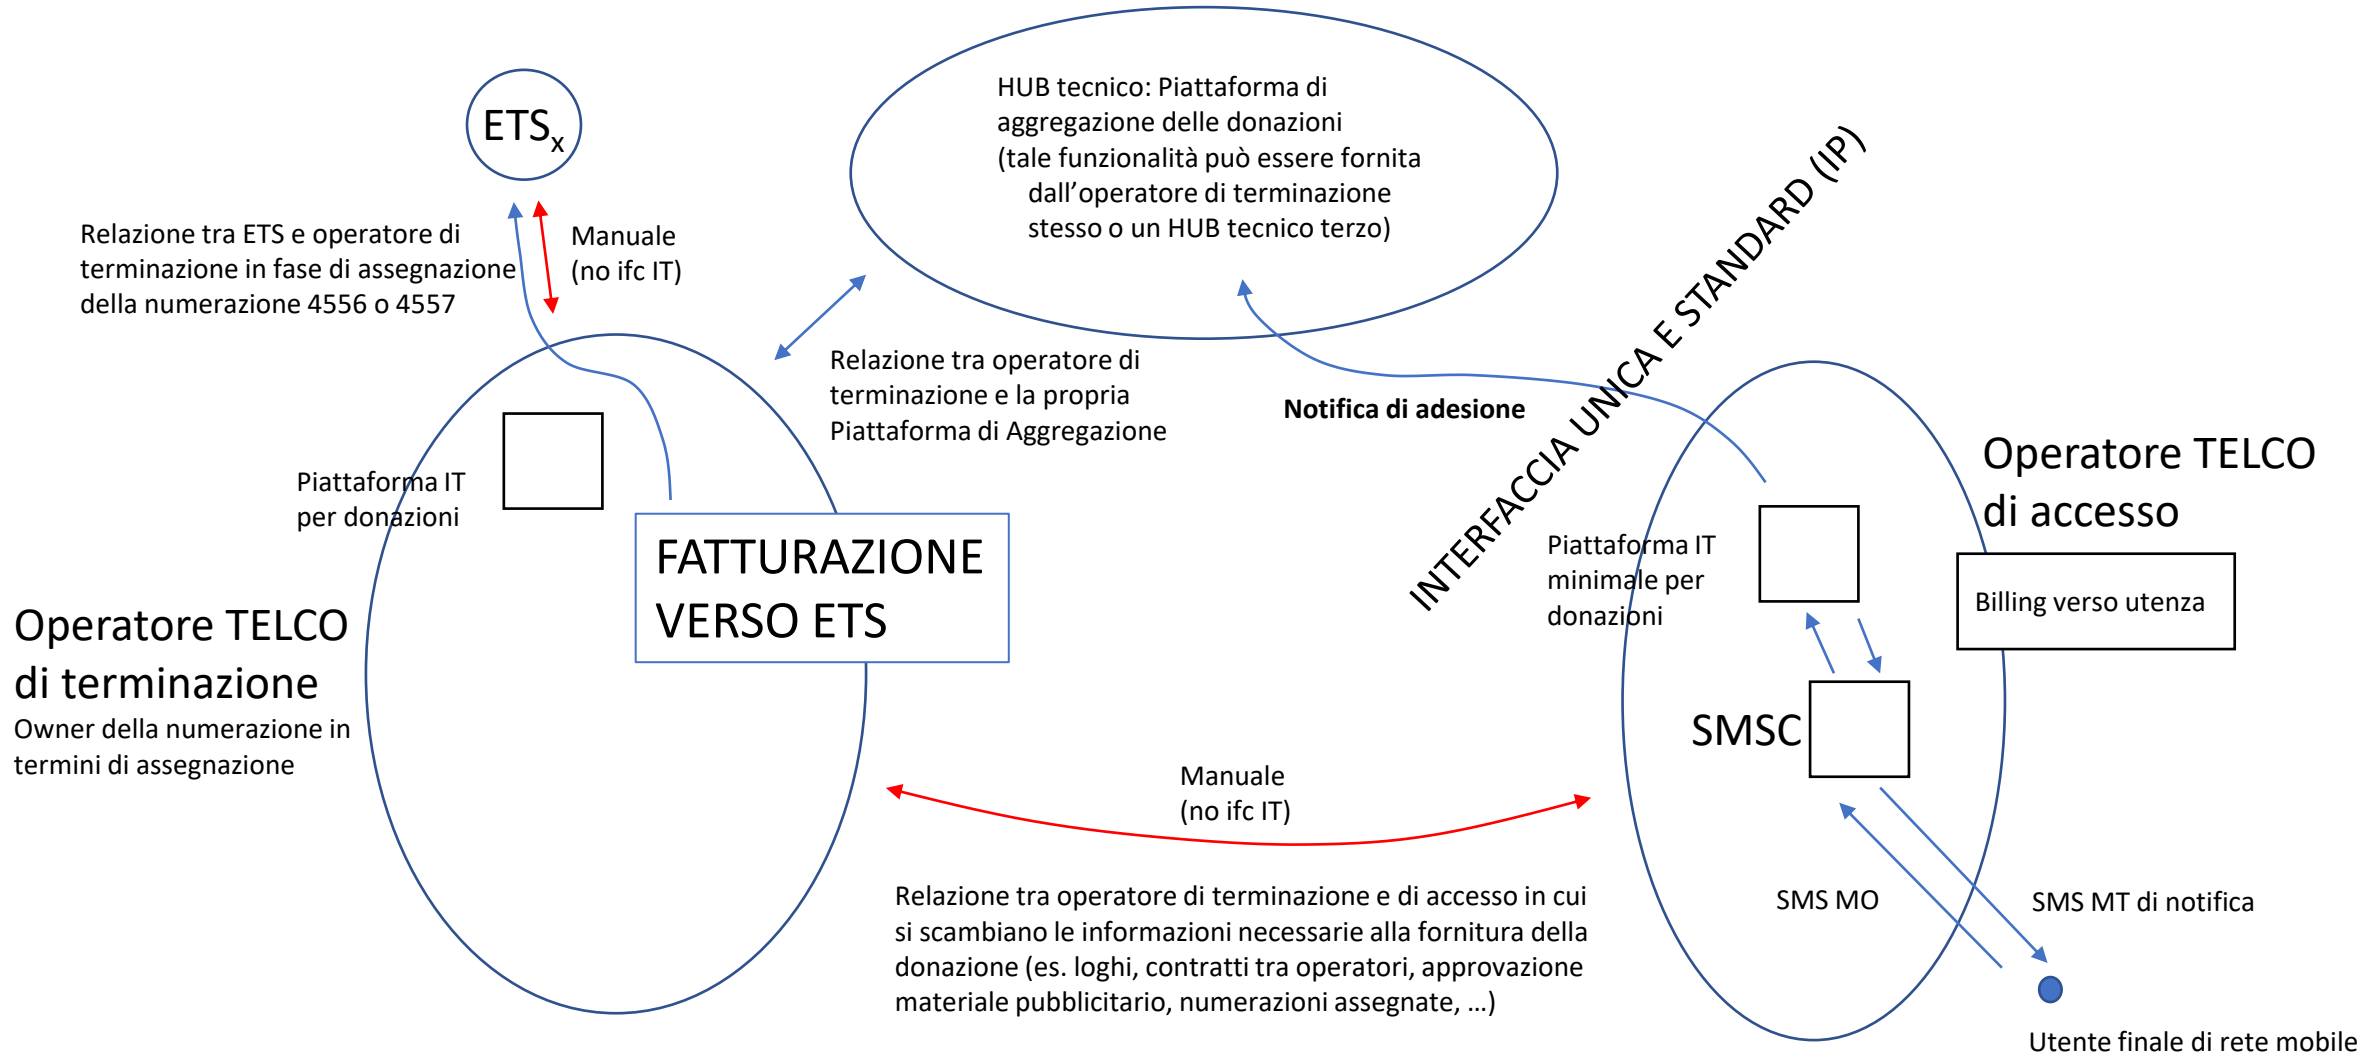 HUB tecnico: Piattaforma di
aggregazione delle donazioni
(tale funzionalità può essere fornita
dall'operatore di terminazione
stesso o un HUB tecnico terzo)
ETSx
Relazione tra ETS e operatore di
terminazione in fase di assegnazione
della numerazione 4556 o 4557
Manuale
(no ifc IT)
Relazione tra operatore di
terminazione e la propria
Piattaforma di Aggregazione
Notifica di adesione
INTERFACCIA UNICA E STANDARD (IP)
Piattaforma IT
per donazioni
FATTURAZIONE
VERSO ETS
Operatore TELCO
di terminazione
Owner della numerazione in
termini di assegnazione
Operatore TELCO
di accesso
Piattaforma IT
minimale per
donazioni
Billing verso utenza
SMSC
Manuale
(no ifc IT)
Relazione tra operatore di terminazione e di accesso in cui
si scambiano le informazioni necessarie alla fornitura della
donazione (es. loghi, contratti tra operatori, approvazione
materiale pubblicitario, numerazioni assegnate, …)
SMS MO
SMS MT di notifica
Utente finale di rete mobile